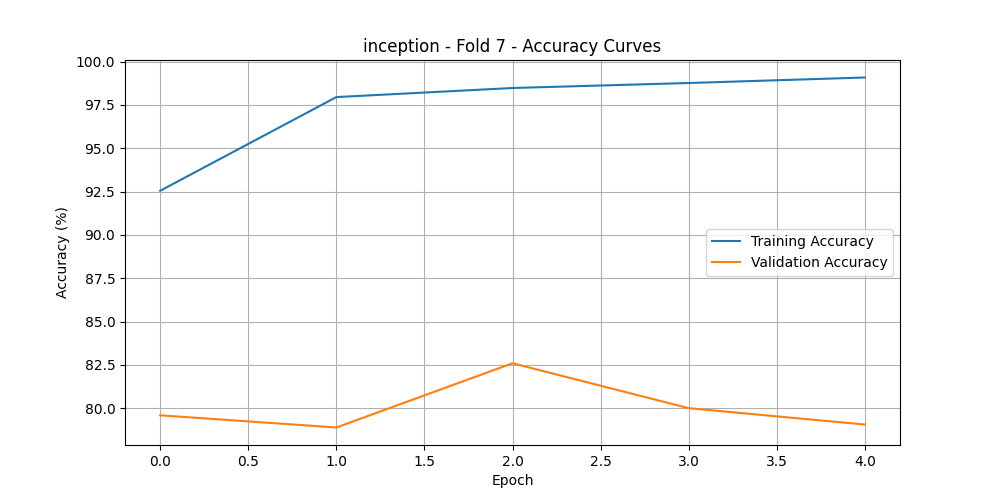 inception - Fold 7 - Accuracy Curves
Accuracy (%)
100.0
97.5
95.0
92.5
90.0
87.5
85.0
82.5
80.0
Training Accuracy
Validation Accuracy
0.0 0.5 1.0 1.5 2.0 2.5 3.0 3.5 4.0
Epoch